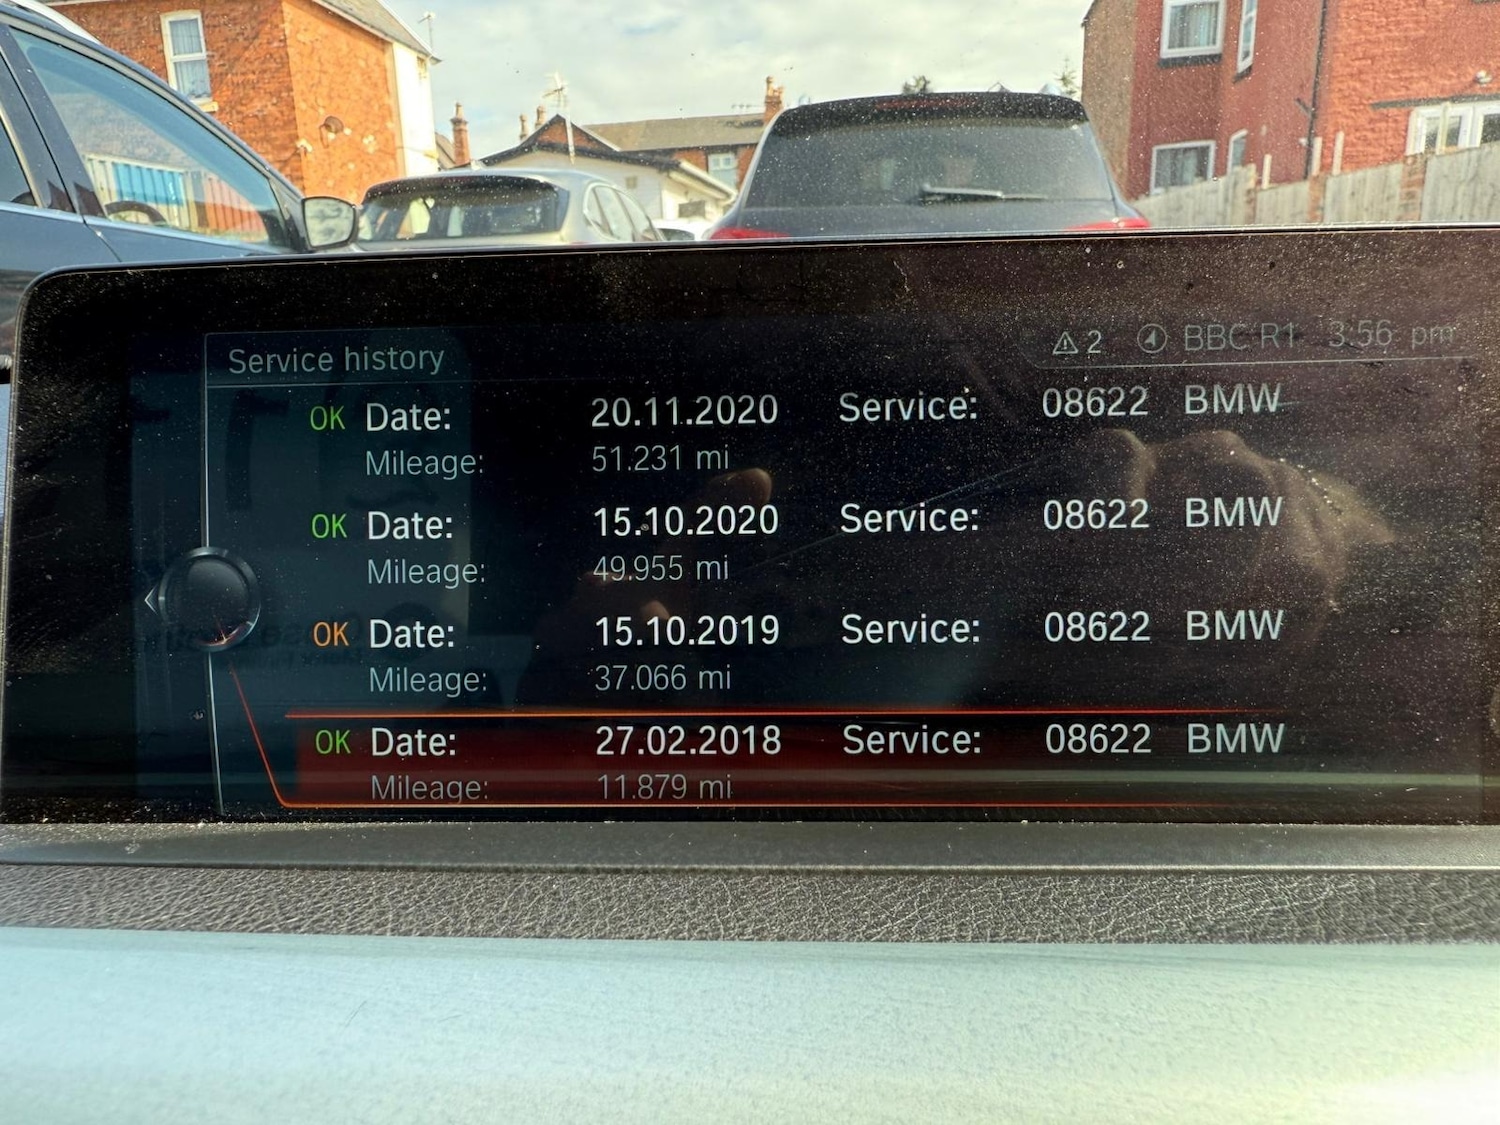 Service history 2 BBC R1 3:56 pm
OK Date: 20.11.2020 Service: 08622 BMW
Mileage: 51.231 mi
OK Date: 15.10.2020 Service: 08622 BMW
Mileage: 49.955 mi
OK Date: 15.10.2019 Service: 08622 BMW
Mileage: 37.066 mi
OK Date: 27.02.2018 Service: 08622 BMW
Mileage: 11.879 mi